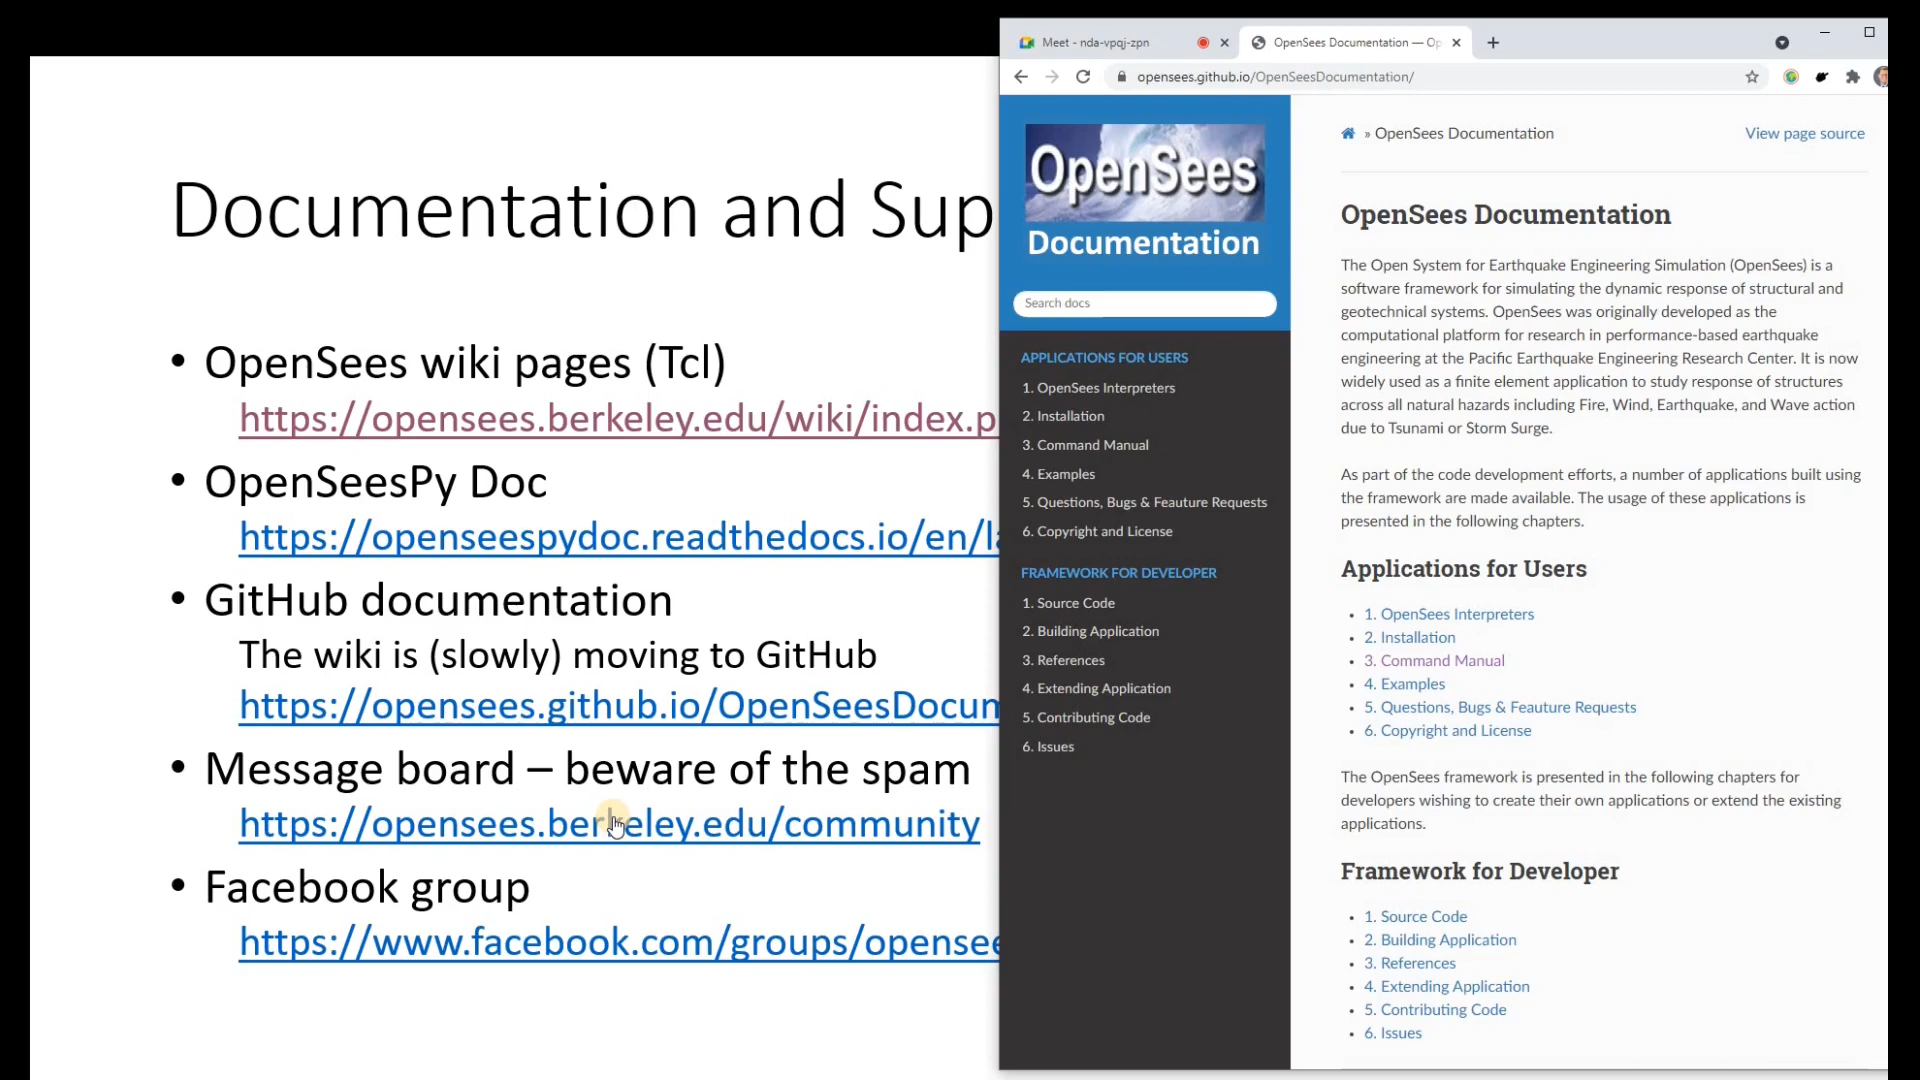 Documentation and Sup
• OpenSees wiki pages (Tcl)
https://opensees.berkeley.edu/wiki/index.p
• OpenSeesPy Doc
https://openseespydoc.readthedocs.io/en/la
• GitHub documentation
The wiki is (slowly) moving to GitHub
https://opensees.github.io/OpenSeesDocum
• Message board – beware of the spam
https://opensees.berkeley.edu/community
• Facebook group
https://www.facebook.com/groups/opensee
Meet - nda-vpqj-zpn
OpenSees Documentation — Op
opensees.github.io/OpenSeesDocumentation/
OpenSees
Documentation
Search docs
APPLICATIONS FOR USERS
1. OpenSees Interpreters
2. Installation
3. Command Manual
4. Examples
5. Questions, Bugs & Feauture Requests
6. Copyright and License
FRAMEWORK FOR DEVELOPER
1. Source Code
2. Building Application
3. References
4. Extending Application
5. Contributing Code
6. Issues
» OpenSees Documentation
View page source
OpenSees Documentation
The Open System for Earthquake Engineering Simulation (OpenSees) is a
software framework for simulating the dynamic response of structural and
geotechnical systems. OpenSees was originally developed as the
computational platform for research in performance-based earthquake
engineering at the Pacific Earthquake Engineering Research Center. It is now
widely used as a finite element application to study response of structures
across all natural hazards including Fire, Wind, Earthquake, and Wave action
due to Tsunami or Storm Surge.
As part of the code development efforts, a number of applications built using
the framework are made available. The usage of these applications is
presented in the following chapters.
Applications for Users
• 1. OpenSees Interpreters
• 2. Installation
• 3. Command Manual
• 4. Examples
• 5. Questions, Bugs & Feauture Requests
• 6. Copyright and License
The OpenSees framework is presented in the following chapters for
developers wishing to create their own applications or extend the existing
applications.
Framework for Developer
• 1. Source Code
• 2. Building Application
• 3. References
• 4. Extending Application
• 5. Contributing Code
• 6. Issues